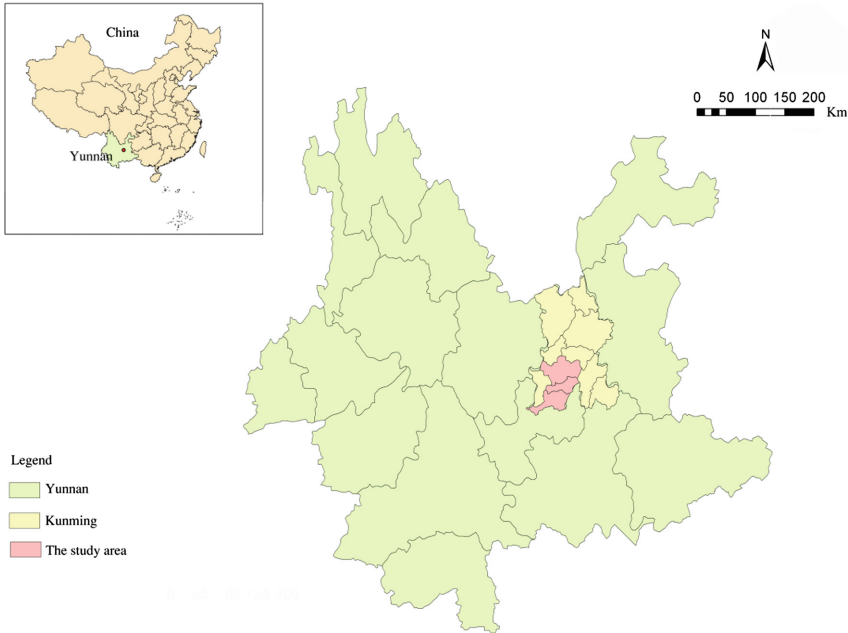 China
Yunnan
N
0 50 100 150 200
Km
Legend
Yunnan
Kunming
The study area